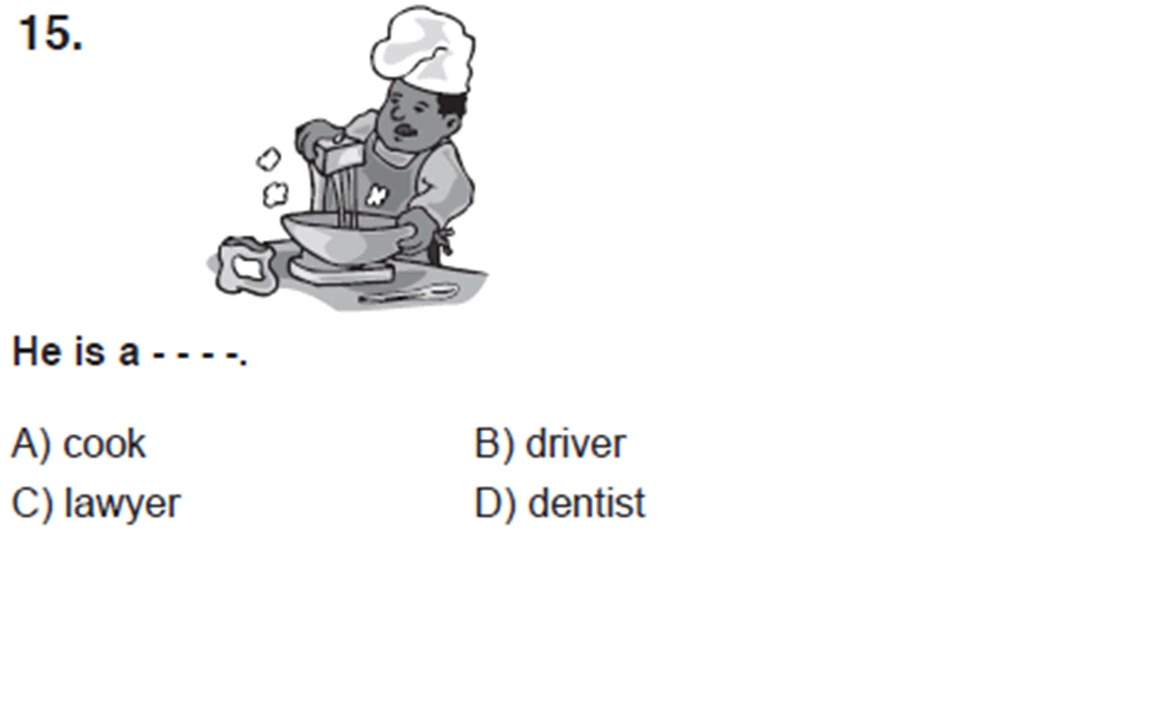 15.
He is a - - - -.
A) cook B) driver
C) lawyer D) dentist